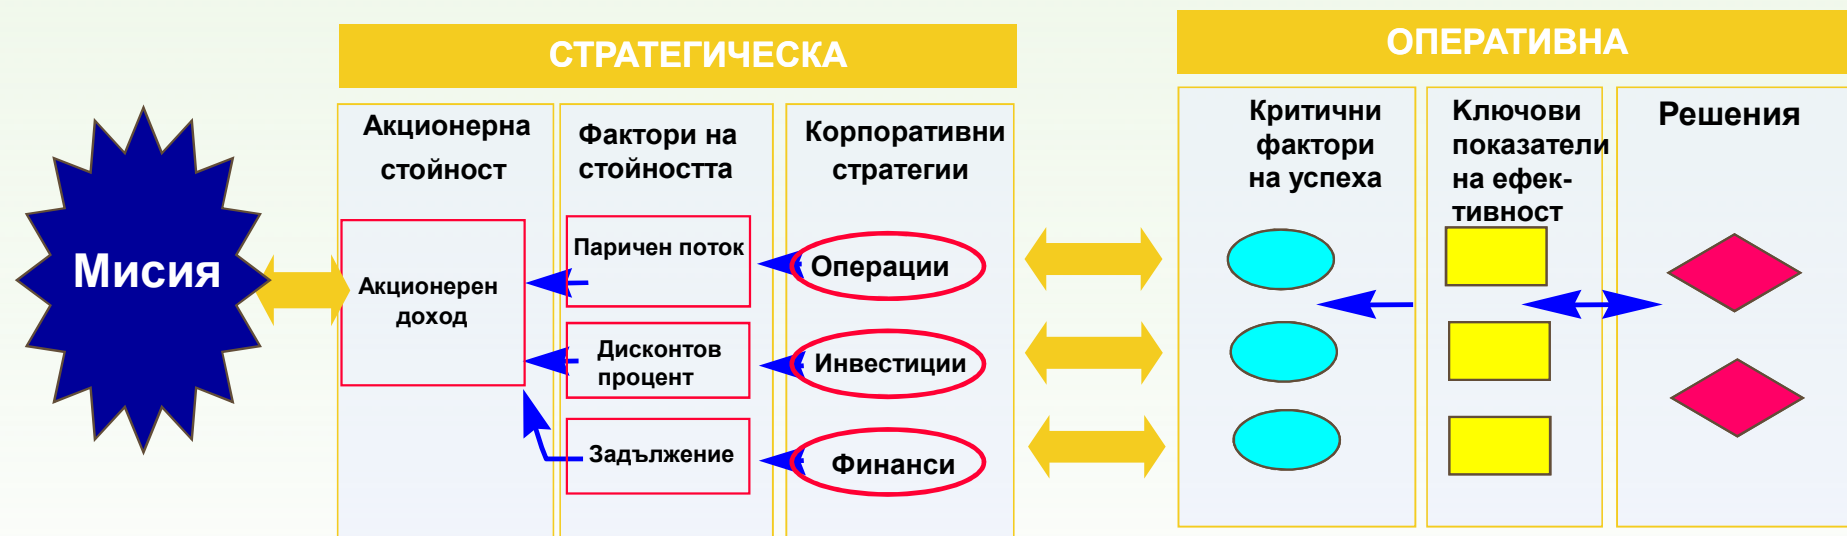 СТРАТЕГИЧЕСКА
ОПЕРАТИВНА
Мисия
Акционерна
стойност
Акционерен
доход
Фактори на
стойността
Паричен поток
Дисконтов
процент
Задължение
Корпоративни
стратегии
Операции
Инвестиции
Финанси
Критични
фактори
на успеха
Ключови
показатели
на ефек-
тивност
Решения